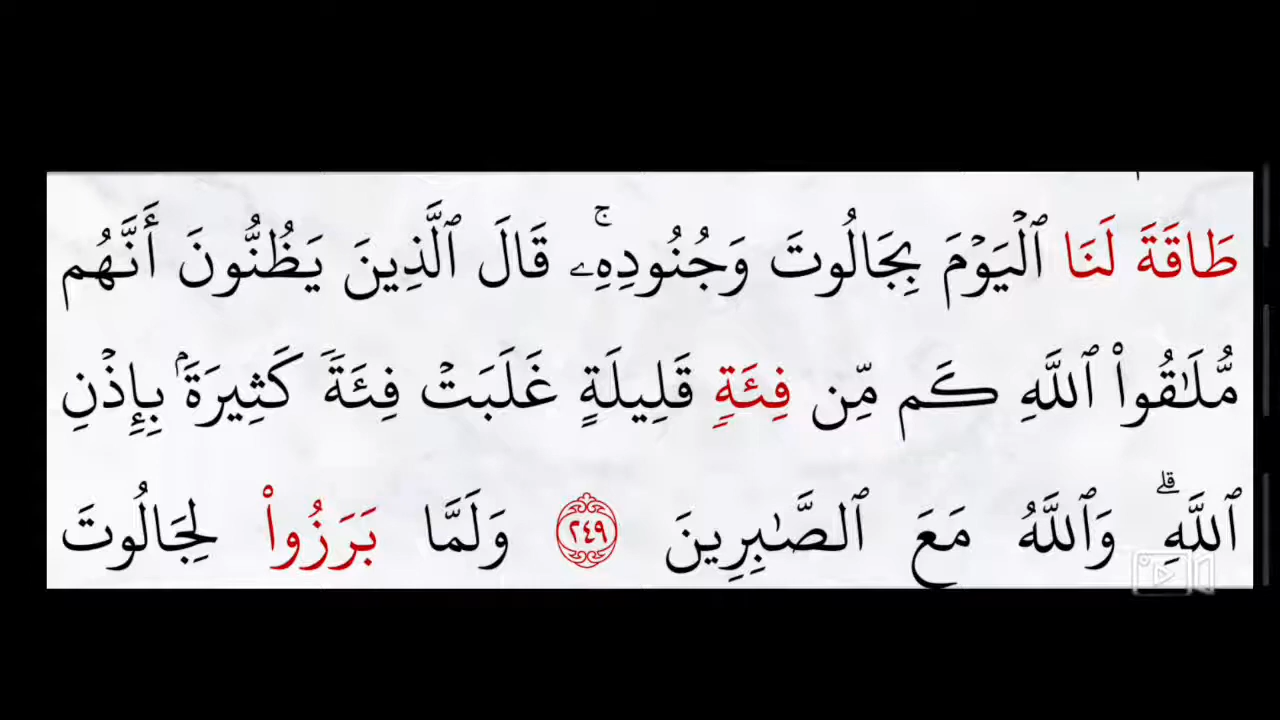 طَاقَةَ لَنَا ٱلْيَوْمَ بِجَالُوتَ وَجُنُودِهِۦۚ قَالَ ٱلَّذِينَ يَظُنُّونَ أَنَّهُم
مُّلَٰقُوا۟ ٱللَّهِ كَم مِّن فِئَةٍ قَلِيلَةٍ غَلَبَتْ فِئَةً كَثِيرَةًۢ بِإِذْنِ
ٱللَّهِۗ وَٱللَّهُ مَعَ ٱلصَّٰبِرِينَ ٢٤٩ وَلَمَّا بَرَزُوا۟ لِجَالُوتَ